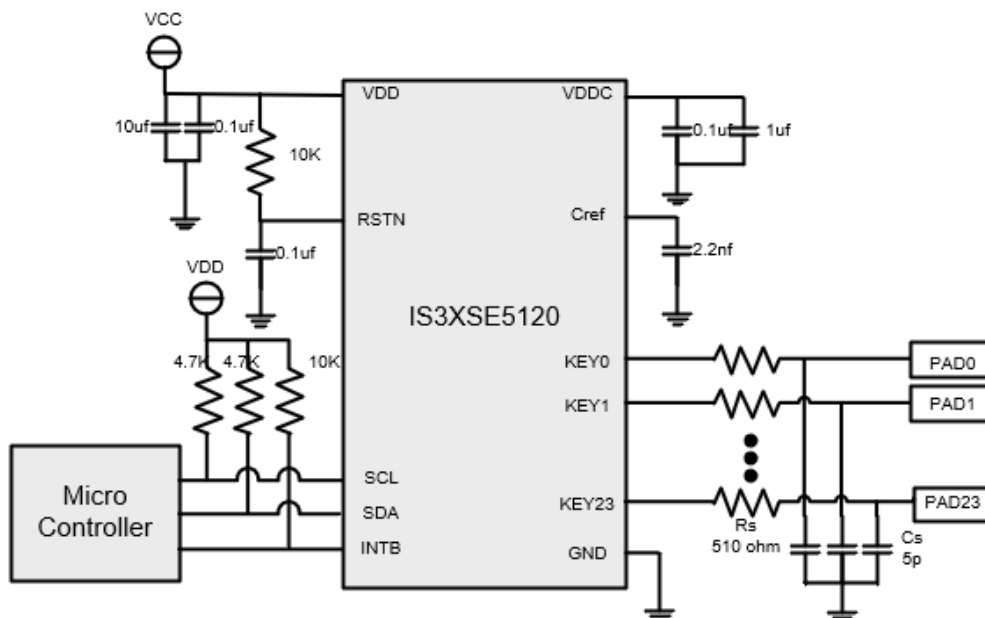 VCC
VDD
VDDC
10uf
0.1uf
0.1uf
1uf
10K
RSTN
Cref
0.1uf
2.2nf
VDD
IS3XSE5120
4.7K
4.7K
10K
KEY0
PAD0
KEY1
PAD1
Micro
Controller
SCL
SDA
INTB
KEY23
PAD23
Rs
510 ohm
Cs
5p
GND